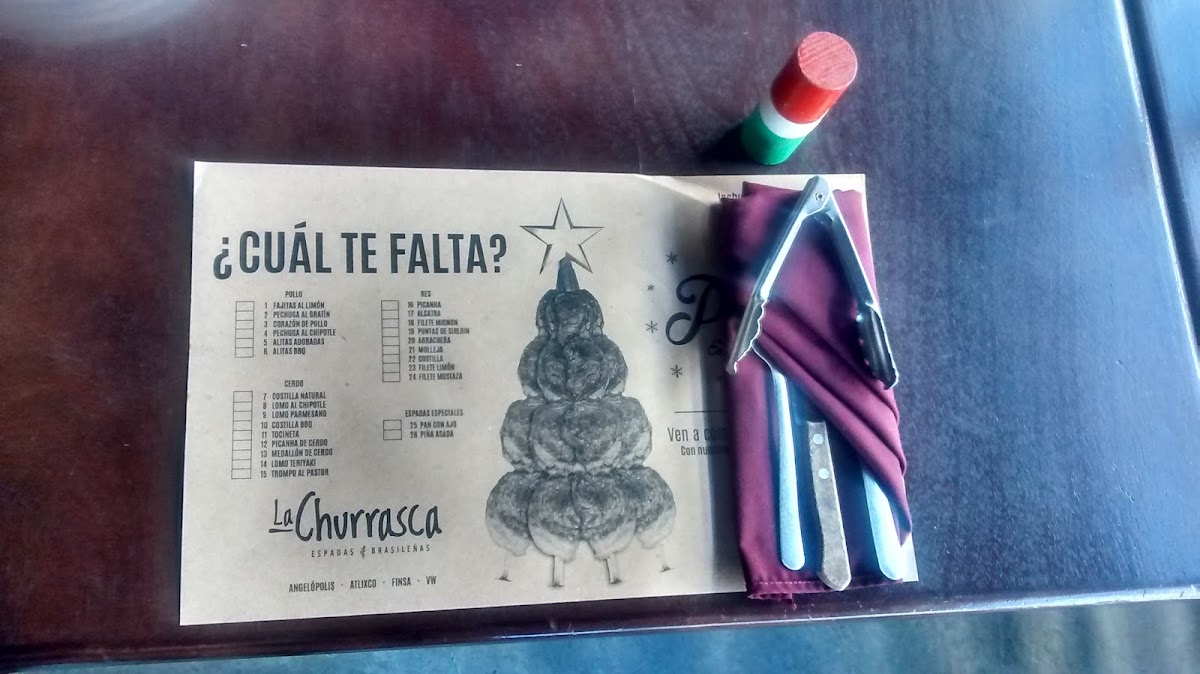 ¿CUÁL TE FALTA?
POLLO
1 FAJITAS AL LIMÓN
2 PECHUGA AL GRATÍN
3 CORAZÓN DE POLLO
4 PECHUGA AL CHIPOTLE
5 ALITAS ADOBADAS
6 ALITAS BBQ
CERDO
7 COSTILLA NATURAL
8 LOMO AL CHIPOTLE
9 LOMO PARMESANO
10 COSTILLA BBQ
11 TOCINETA
12 PICANHA DE CERDO
13 MEDALLÓN DE CERDO
14 LOMO TERIYAKI
15 TROMPO AL PASTOR
RES
16 PICANHA
17 ALCATRA
18 FILETE MIGNON
19 PUNTAS DE SIRLOIN
20 ARRACHERA
21 MOLLEJA
22 COSTILLA
23 FILETE LIMÓN
24 FILETE MOSTAZA
ESPADAS ESPECIALES
25 PAN CON AJO
26 PIÑA ASADA
La Churrasca
ESPADAS BRASILEÑAS
ANGELÓPOLIS · ATLIXCO · FINSA · VW
Ven a
Con